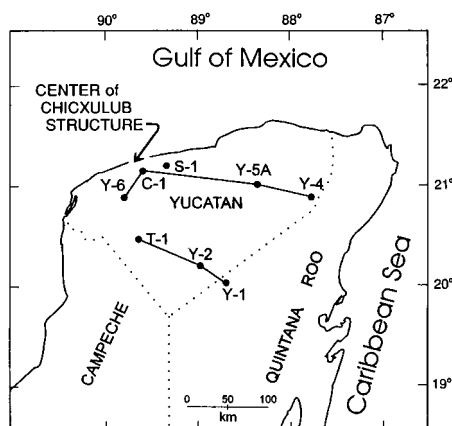 90° 89° 88° 87°
Gulf of Mexico
22°
CENTER of
CHICXULUB
STRUCTURE
S-1
Y-6 C-1 Y-5A Y-4
21°
YUCATAN
T-1
Y-2
20°
Y-1
CAMPECHE
QUINTANA ROO
Caribbean Sea
0 50 100
km
19°